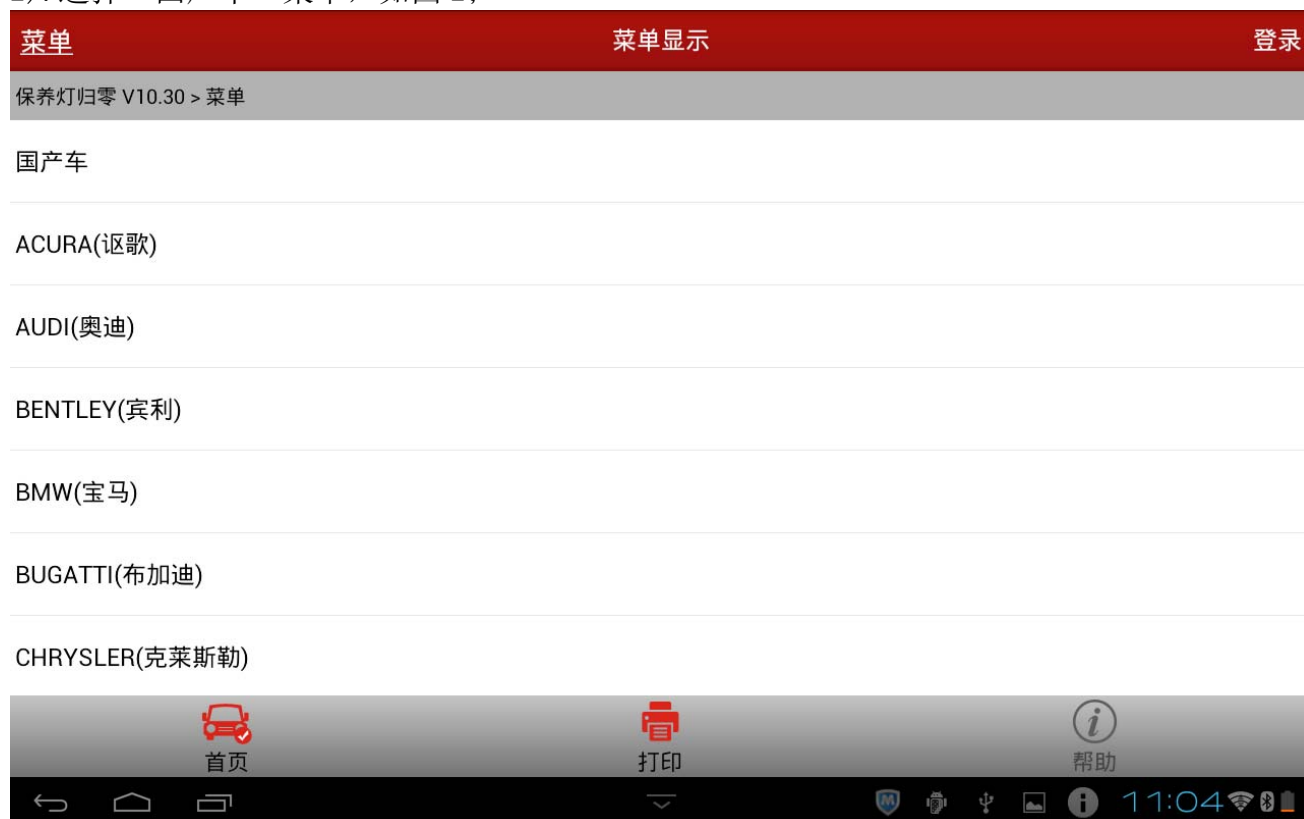 菜单 菜单显示 登录
保养灯归零 V10.30 > 菜单
国产车
ACURA(讴歌)
AUDI(奥迪)
BENTLEY(宾利)
BMW(宝马)
BUGATTI(布加迪)
CHRYSLER(克莱斯勒)
首页 打印 帮助
11:04